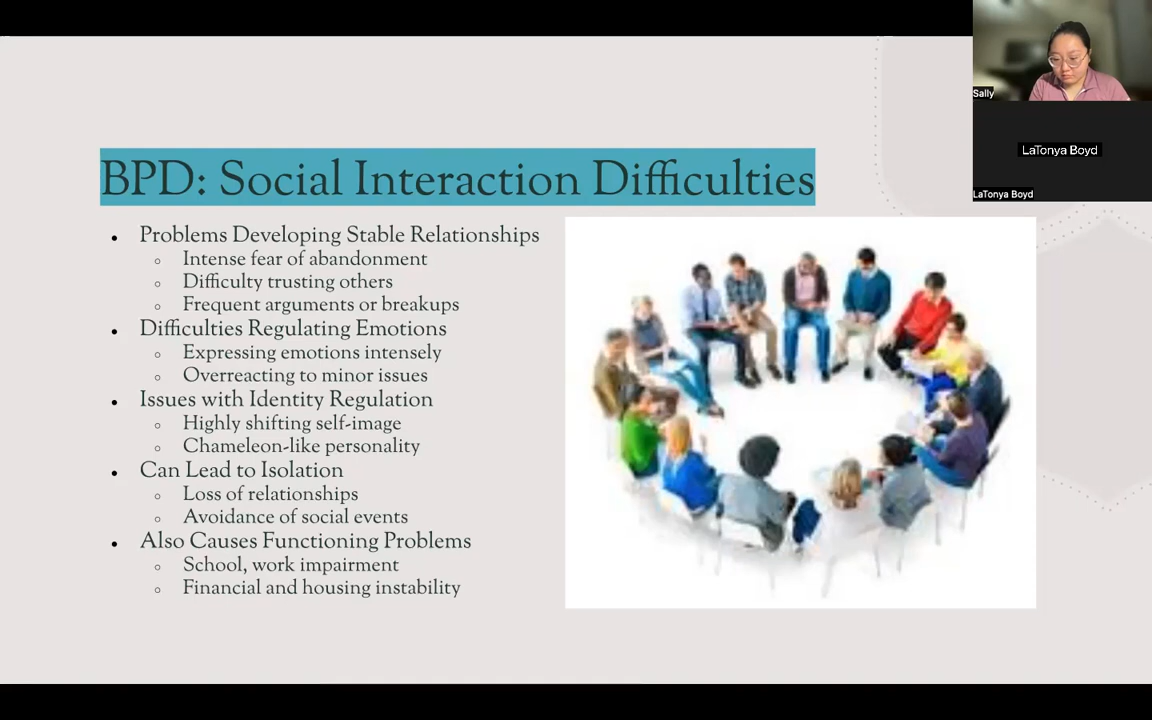 BPD: Social Interaction Difficulties
• Problems Developing Stable Relationships
○ Intense fear of abandonment
○ Difficulty trusting others
○ Frequent arguments or breakups
• Difficulties Regulating Emotions
○ Expressing emotions intensely
○ Overreacting to minor issues
• Issues with Identity Regulation
○ Highly shifting self-image
○ Chameleon-like personality
• Can Lead to Isolation
○ Loss of relationships
○ Avoidance of social events
• Also Causes Functioning Problems
○ School, work impairment
○ Financial and housing instability
Sally
LaTonya Boyd
LaTonya Boyd